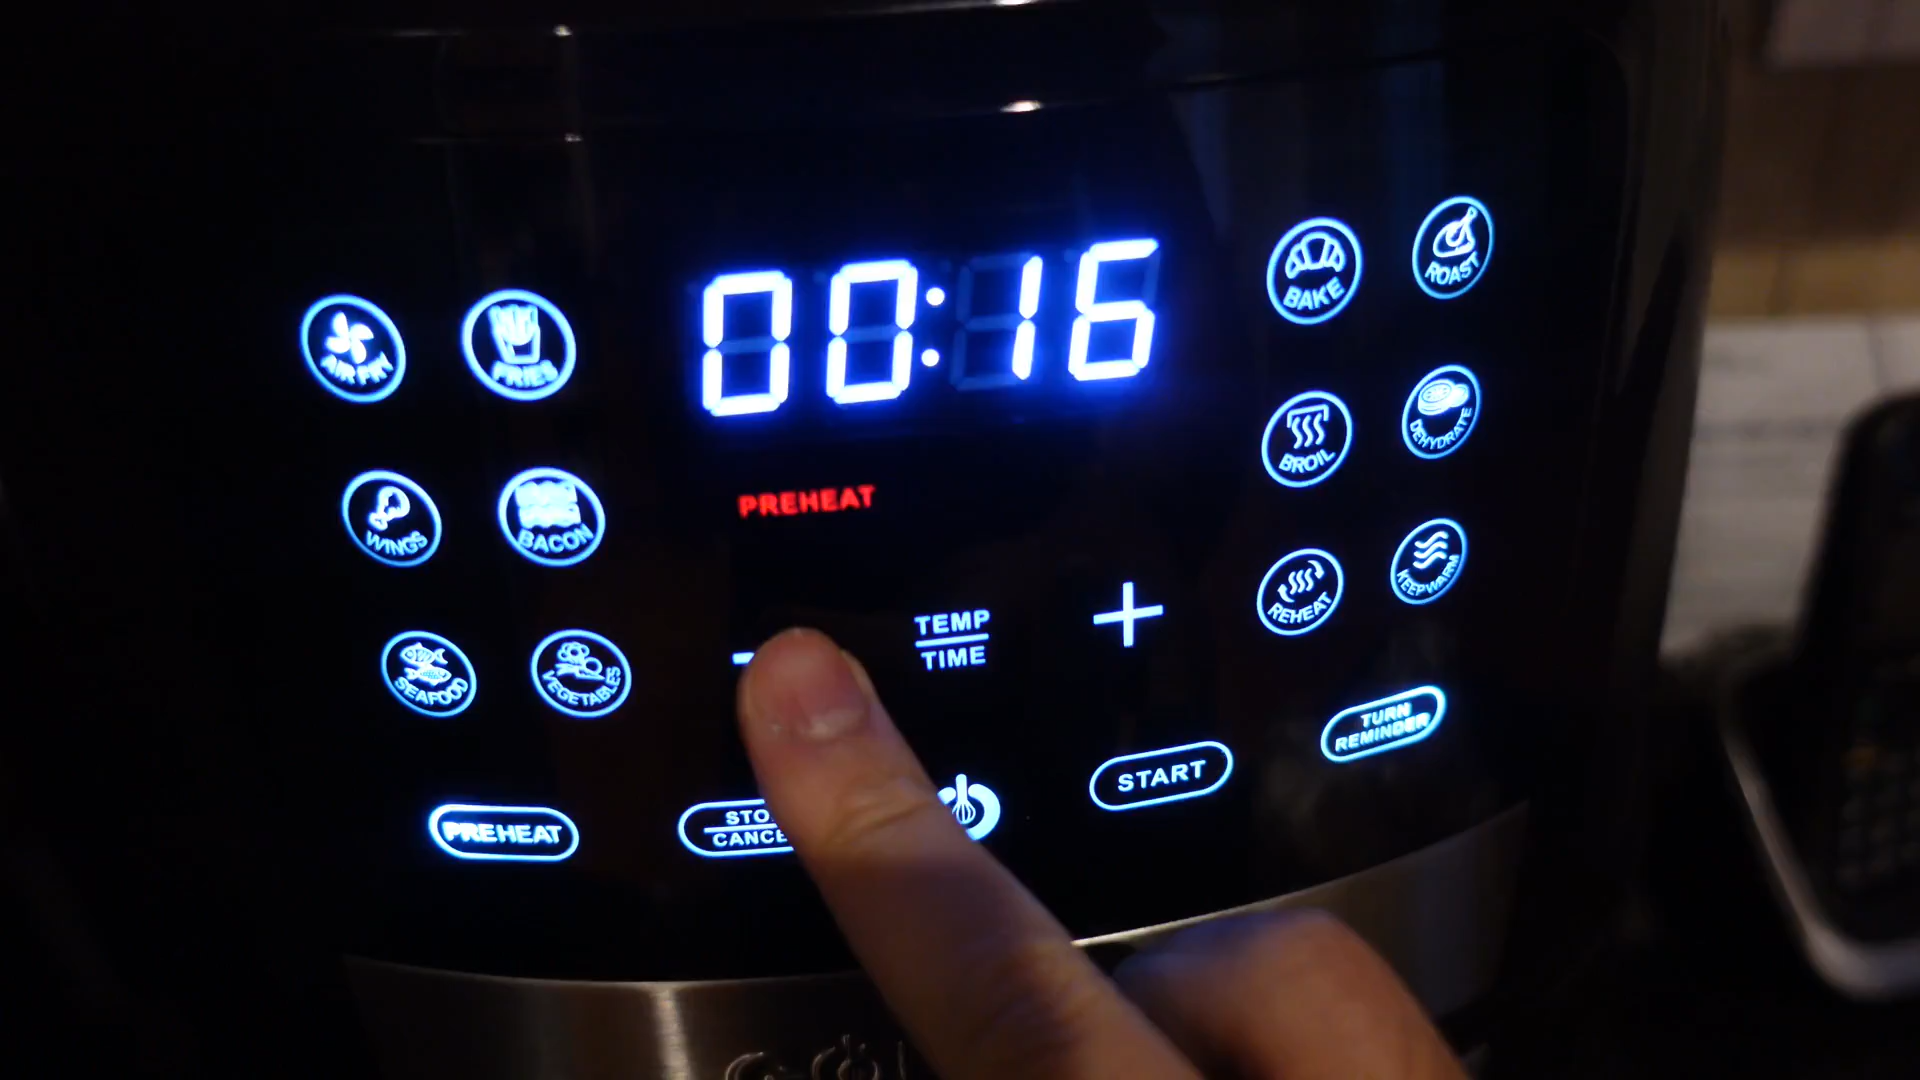 00:16
PREHEAT
AIR FRY
FRIES
WINGS
BACON
SEAFOOD
VEGETABLES
BAKE
ROAST
BROIL
DEHYDRATE
REHEAT
KEEPWARM
-
TEMP
TIME
+
PREHEAT
START
TURN
REMINDER